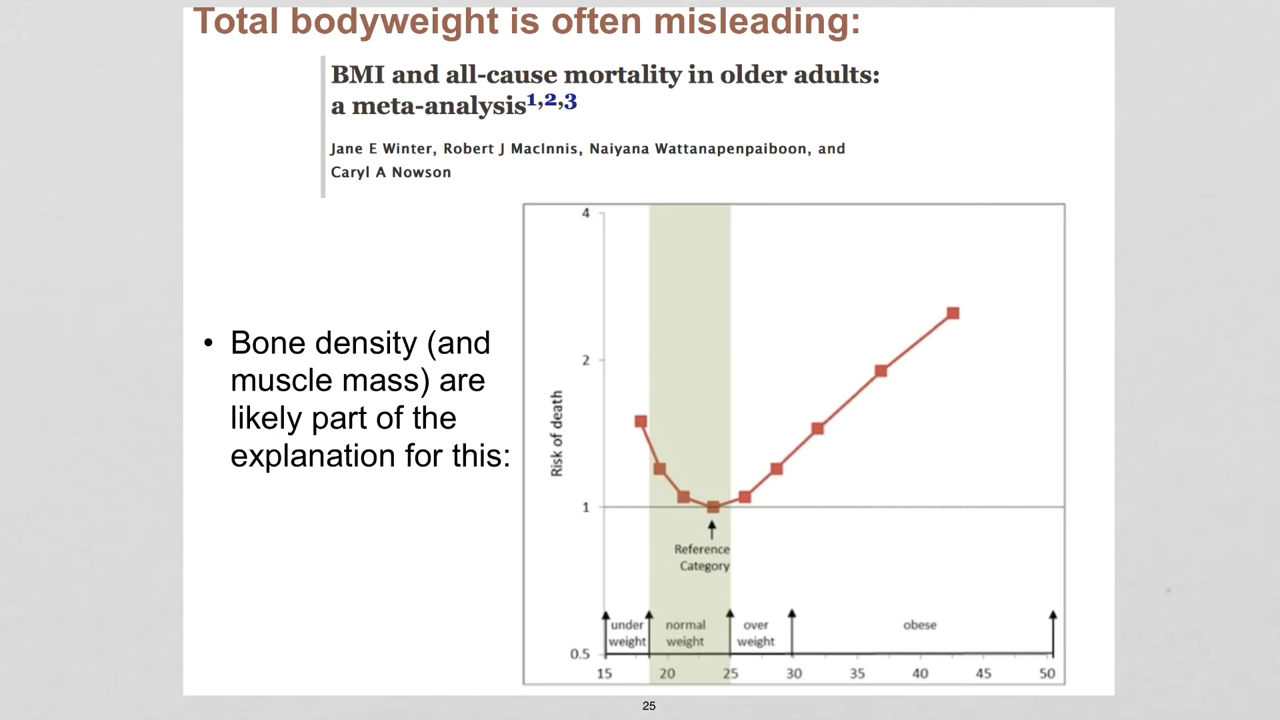 Total bodyweight is often misleading:
BMI and all-cause mortality in older adults:
a meta-analysis1,2,3
Jane E Winter, Robert J MacInnis, Naiyana Wattanapenpaiboon, and
Caryl A Nowson
• Bone density (and
muscle mass) are
likely part of the
explanation for this:
4
2
1
0.5
Risk of death
Reference
Category
under
weight
normal
weight
over
weight
obese
15 20 25 30 35 40 45 50
25